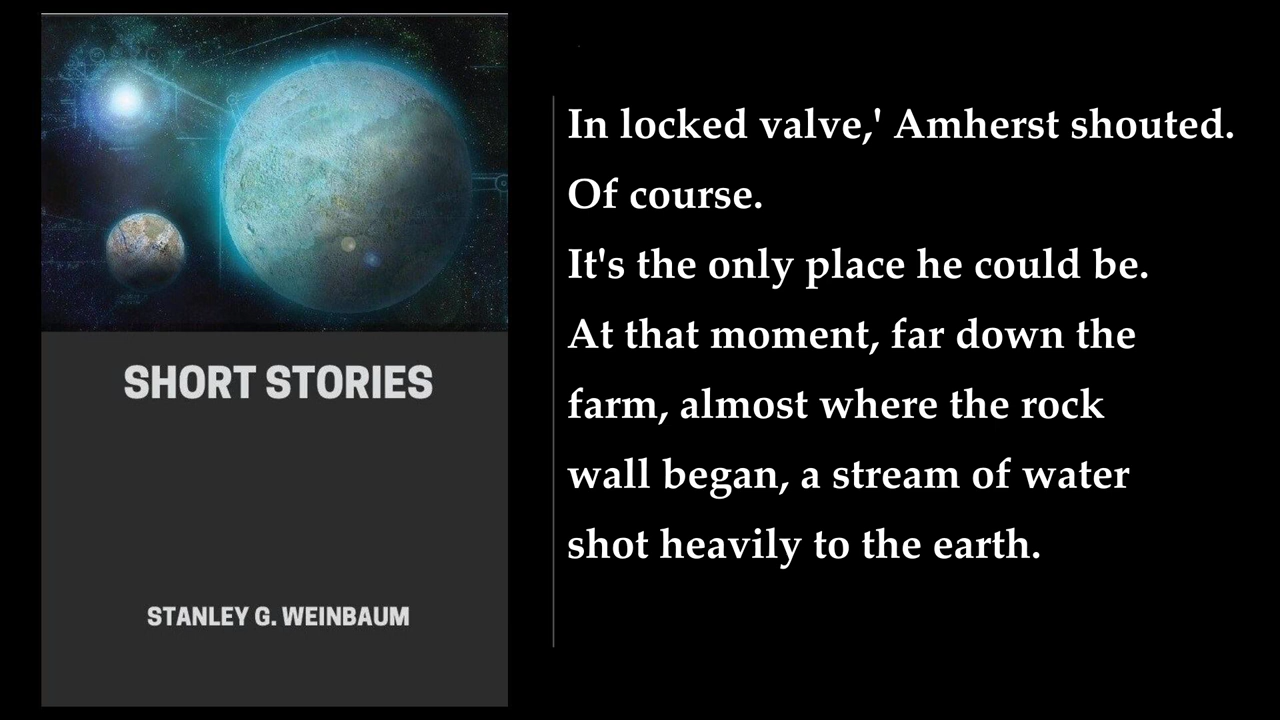 SHORT STORIES
STANLEY G. WEINBAUM
In locked valve,' Amherst shouted.
Of course.
It's the only place he could be.
At that moment, far down the
farm, almost where the rock
wall began, a stream of water
shot heavily to the earth.